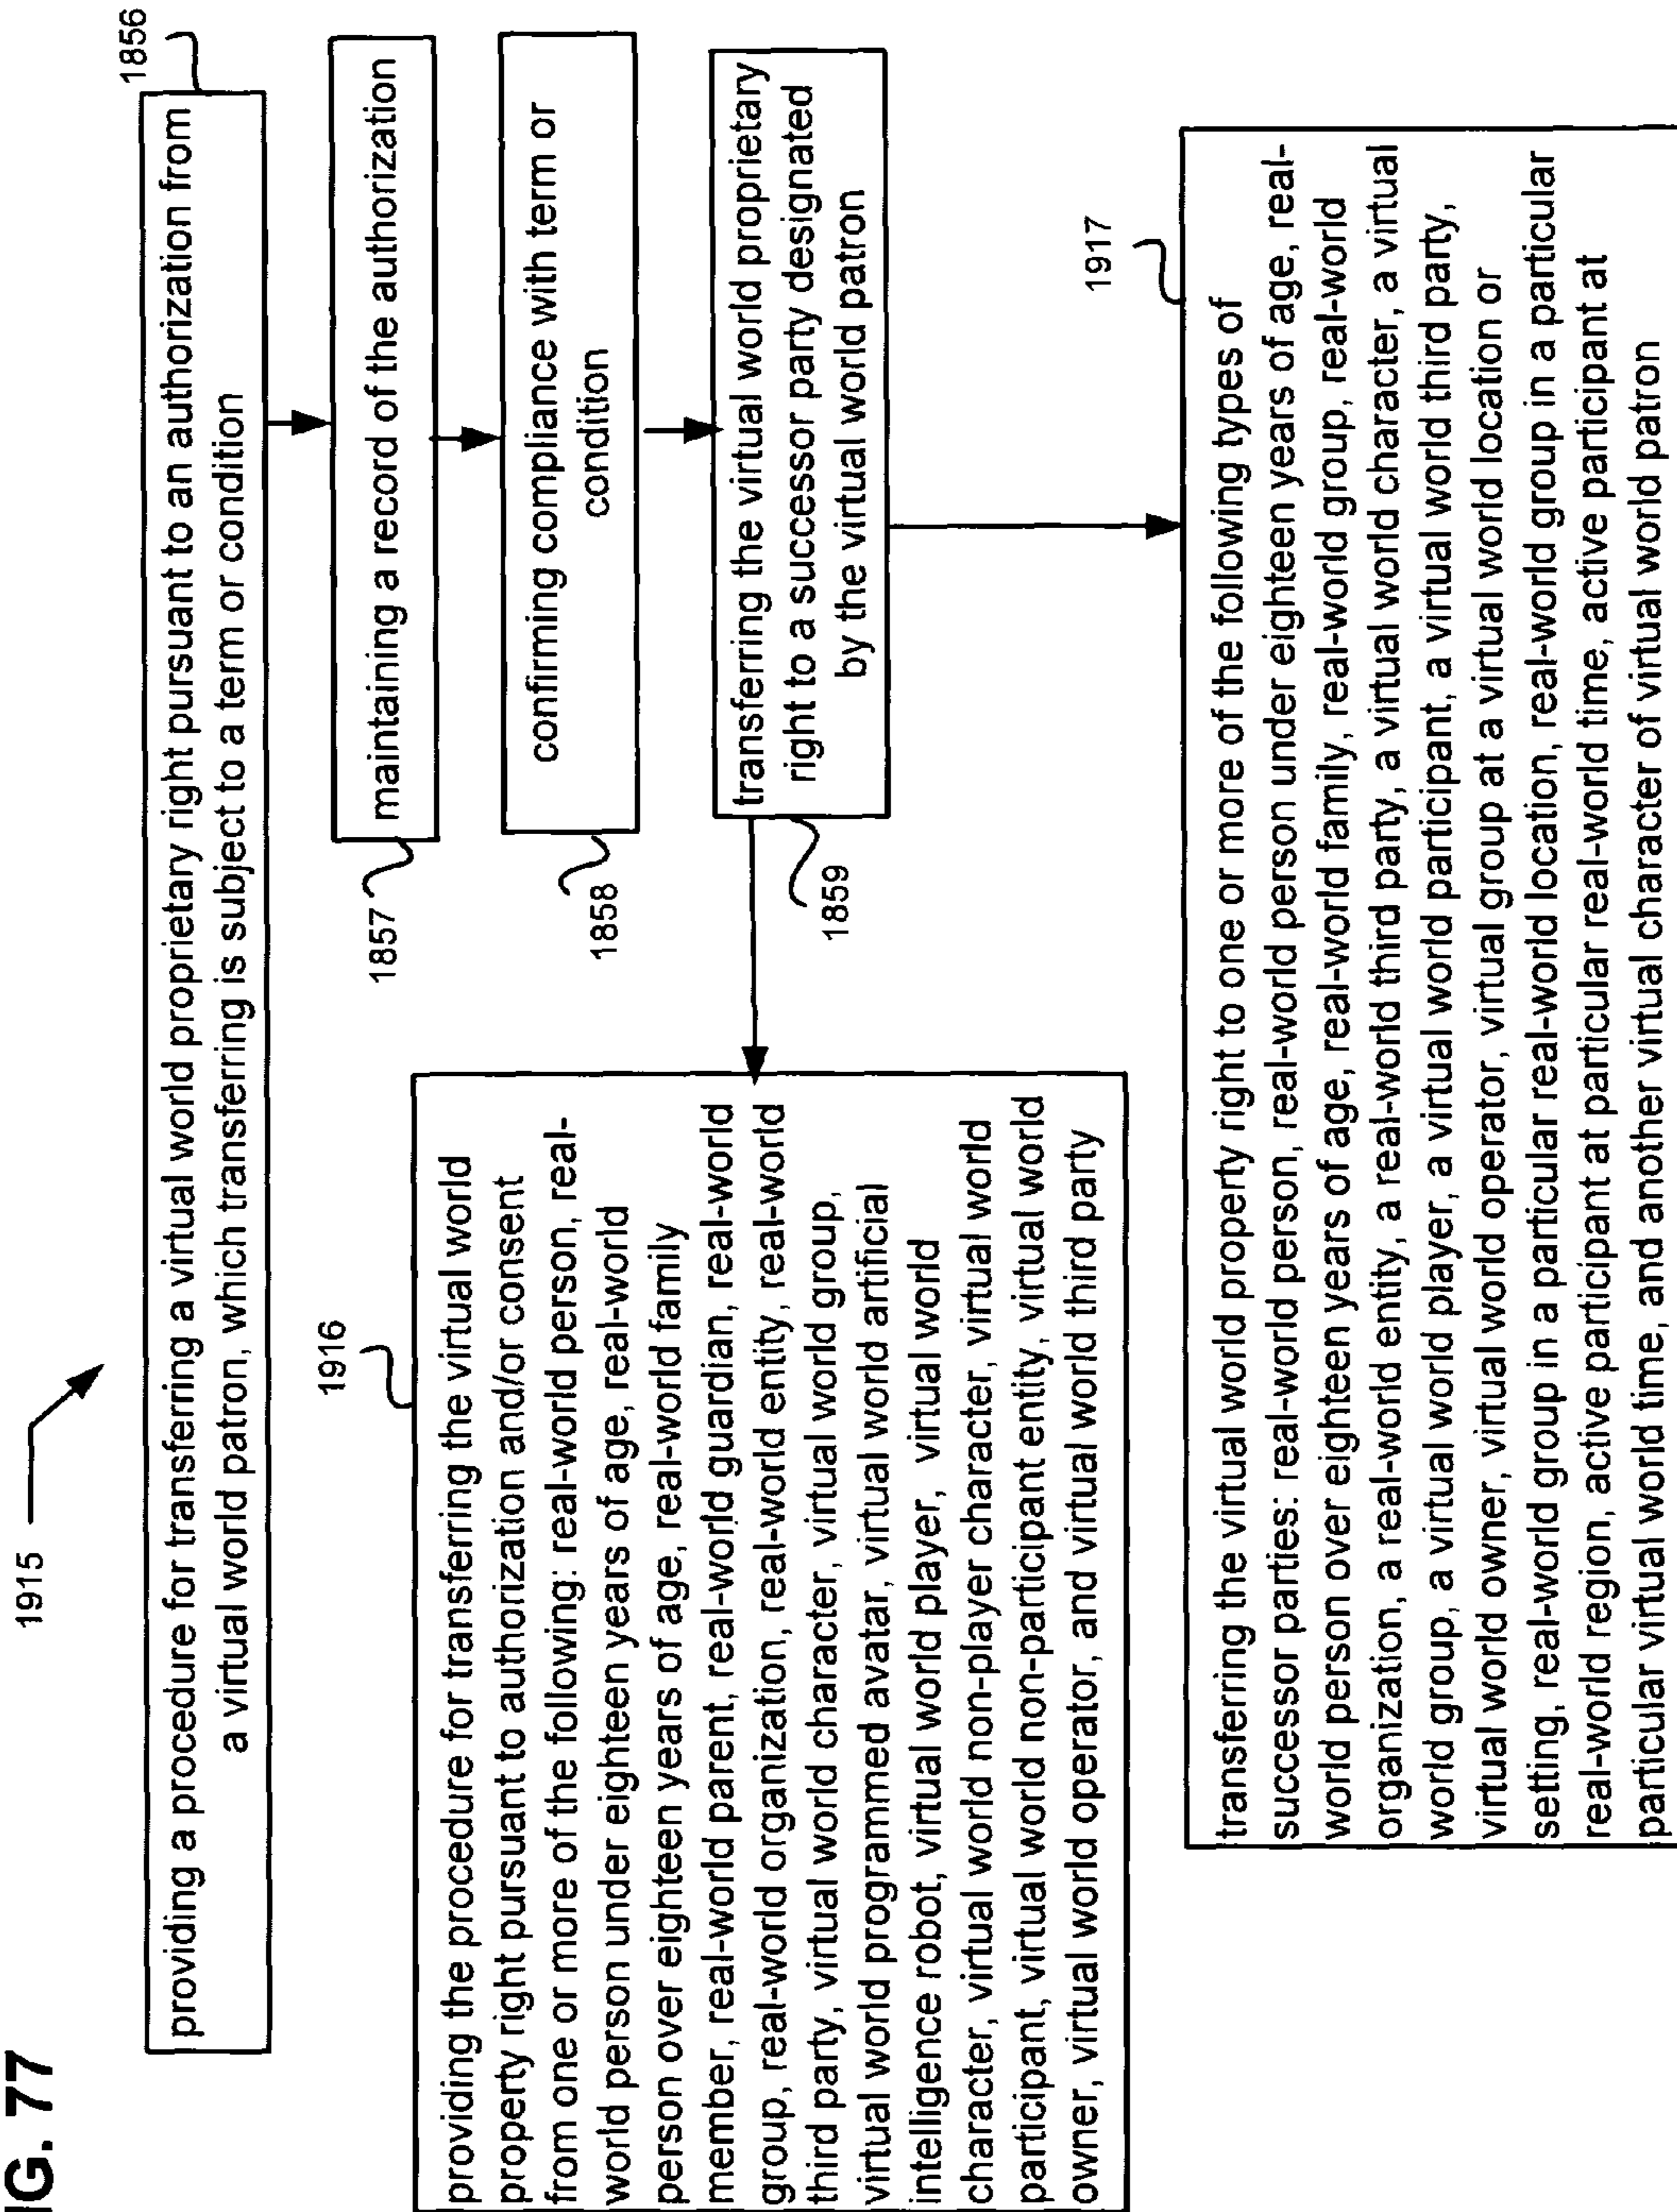 IG. 77
1915
providing a procedure for transferring a virtual world proprietary right pursuant to an authorization from
a virtual world patron, which transferring is subject to a term or condition
1856
maintaining a record of the authorization
1857
confirming compliance with term or
condition
1858
transferring the virtual world proprietary
right to a successor party designated
by the virtual world patron
1859
1916
providing the procedure for transferring the virtual world
property right pursuant to authorization and/or consent
from one or more of the following: real-world person, real-
world person under eighteen years of age, real-world
person over eighteen years of age, real-world family
member, real-world parent, real-world guardian, real-world
group, real-world organization, real-world entity, real-world
third party, virtual world character, virtual world group,
virtual world programmed avatar, virtual world artificial
intelligence robot, virtual world player, virtual world
character, virtual world non-player character, virtual world
participant, virtual world non-participant entity, virtual world
owner, virtual world operator, and virtual world third party
1917
transferring the virtual world property right to one or more of the following types of
successor parties: real-world person, real-world person under eighteen years of age, real-
world person over eighteen years of age, real-world family, real-world group, real-world
organization, a real-world entity, a real-world third party, a virtual world character, a virtual
world group, a virtual world player, a virtual world participant, a virtual world third party,
virtual world owner, virtual world operator, virtual group at a virtual world location or
setting, real-world group in a particular real-world location, real-world group in a particular
real-world region, active participant at particular real-world time, active participant at
particular virtual world time, and another virtual character of virtual world patron